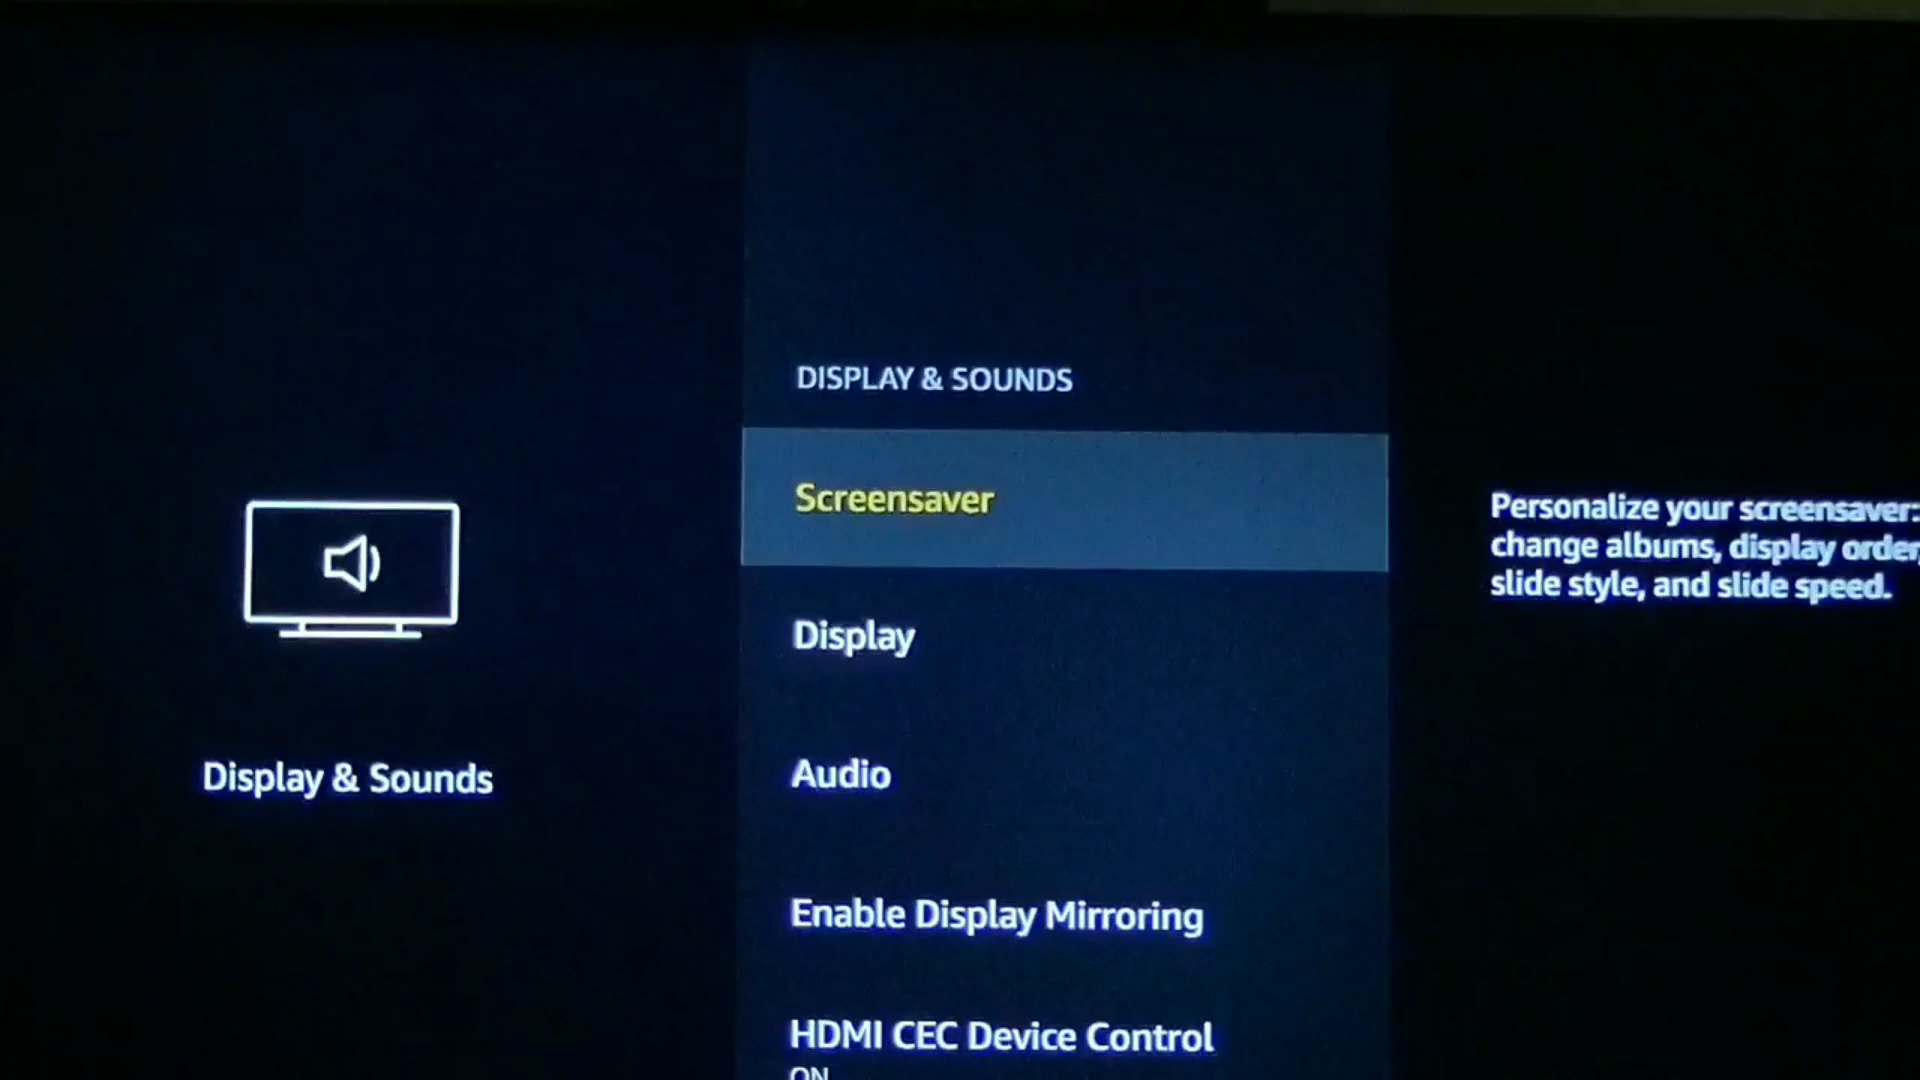 DISPLAY & SOUNDS
Screensaver
Display
Audio
Enable Display Mirroring
HDMI CEC Device Control
ON
Display & Sounds
Personalize your screensaver:
change albums, display order,
slide style, and slide speed.